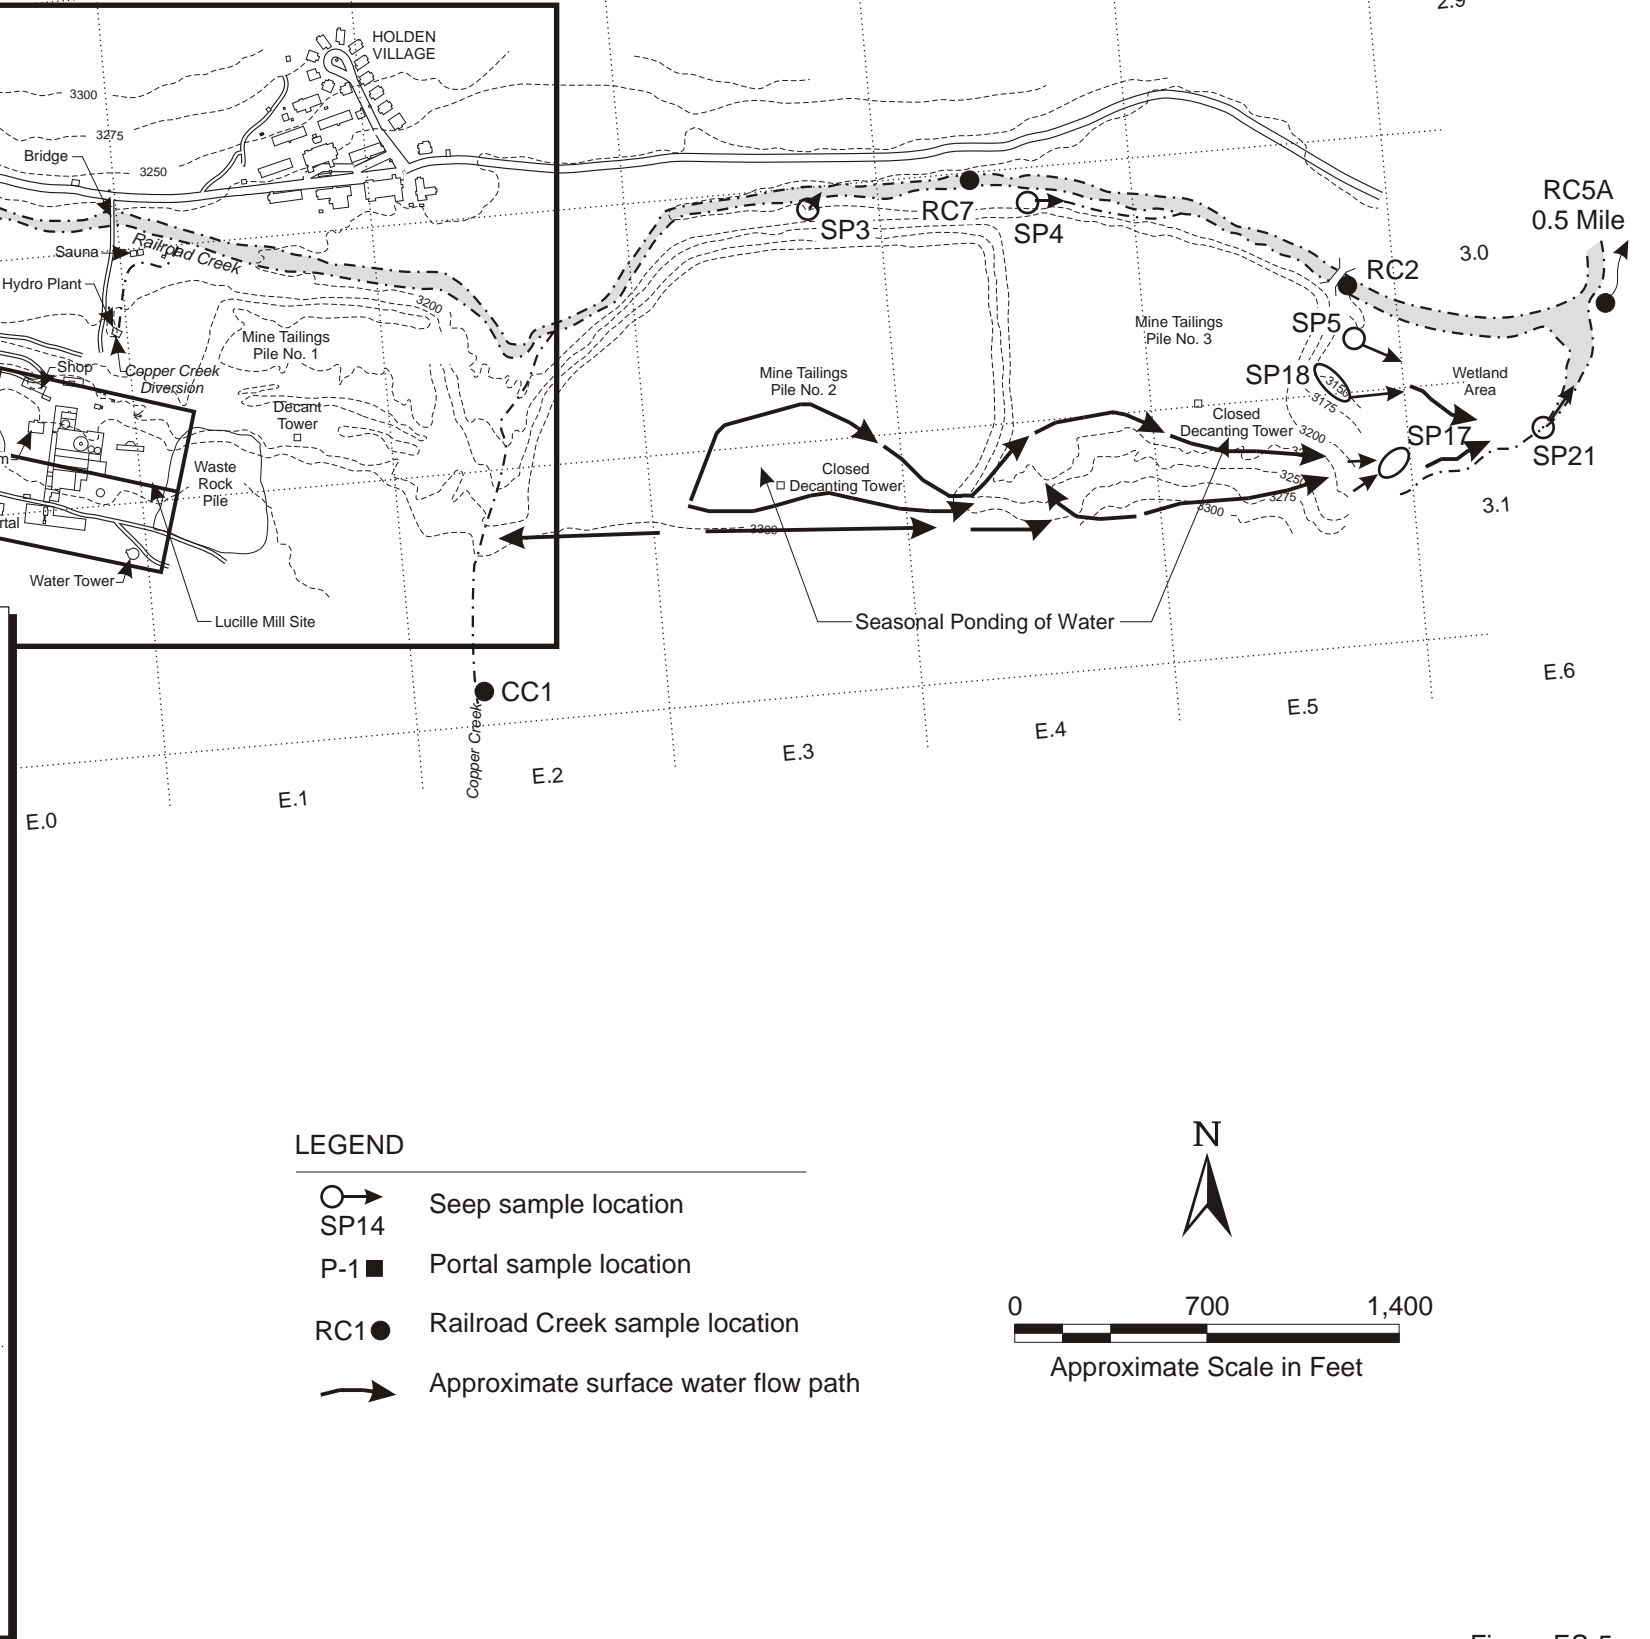 2.9
HOLDEN
VILLAGE
3300
3275
Bridge
3250
RC5A
0.5 Mile
SP3
RC7
SP4
Railroad Creek
Sauna
3.0
RC2
Hydro Plant
3200
Mine Tailings
Pile No. 1
Mine Tailings
Pile No. 3
SP5
Shop
Copper Creek
Diversion
Mine Tailings
Pile No. 2
SP18
3150
3175
Wetland
Area
Decant
Tower
Closed
Decanting Tower
3200
SP17
SP21
Waste
Rock
Pile
Closed
Decanting Tower
3250
3275
3300
3.1
3300
Water Tower
Lucille Mill Site
Seasonal Ponding of Water
CC1
Copper Creek
E.6
E.5
E.4
E.3
E.2
E.1
E.0
LEGEND
SP14
Seep sample location
P-1
Portal sample location
RC1
Railroad Creek sample location
Approximate surface water flow path
N
0 700 1,400
Approximate Scale in Feet